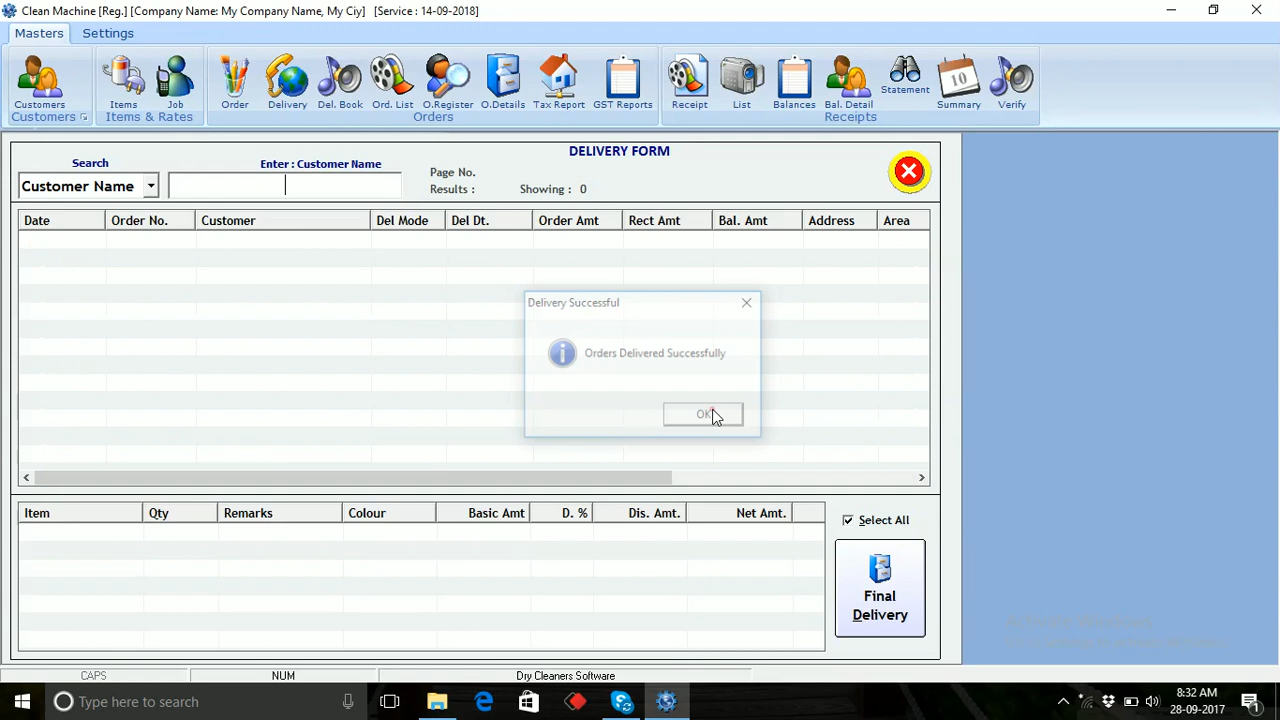 Clean Machine [Reg.] [Company Name: My Company Name, My Ciy] [Service : 14-09-2018]
Masters Settings
Customers Items Job Order Delivery Del. Book Ord. List O.Register O.Details Tax Report GST Reports Receipt List Balances Bal. Detail Statement Summary Verify
Customers Items & Rates Orders Receipts
DELIVERY FORM
Search Enter : Customer Name Page No.
Customer Name Results : Showing : 0
Date Order No. Customer Del Mode Del Dt. Order Amt Rect Amt Bal. Amt Address Area
Delivery Successful
Orders Delivered Successfully
OK
Item Qty Remarks Colour Basic Amt D. % Dis. Amt. Net Amt.
Select All
Final
Delivery
CAPS NUM Dry Cleaners Software
Type here to search
8:32 AM
28-09-2017
1